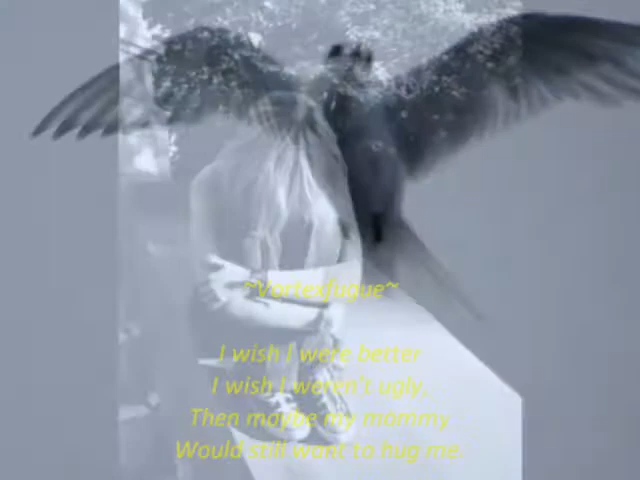 ~Vortexfugue~
I wish I were better
I wish I weren't ugly,
Then maybe my mommy
Would still want to hug me.